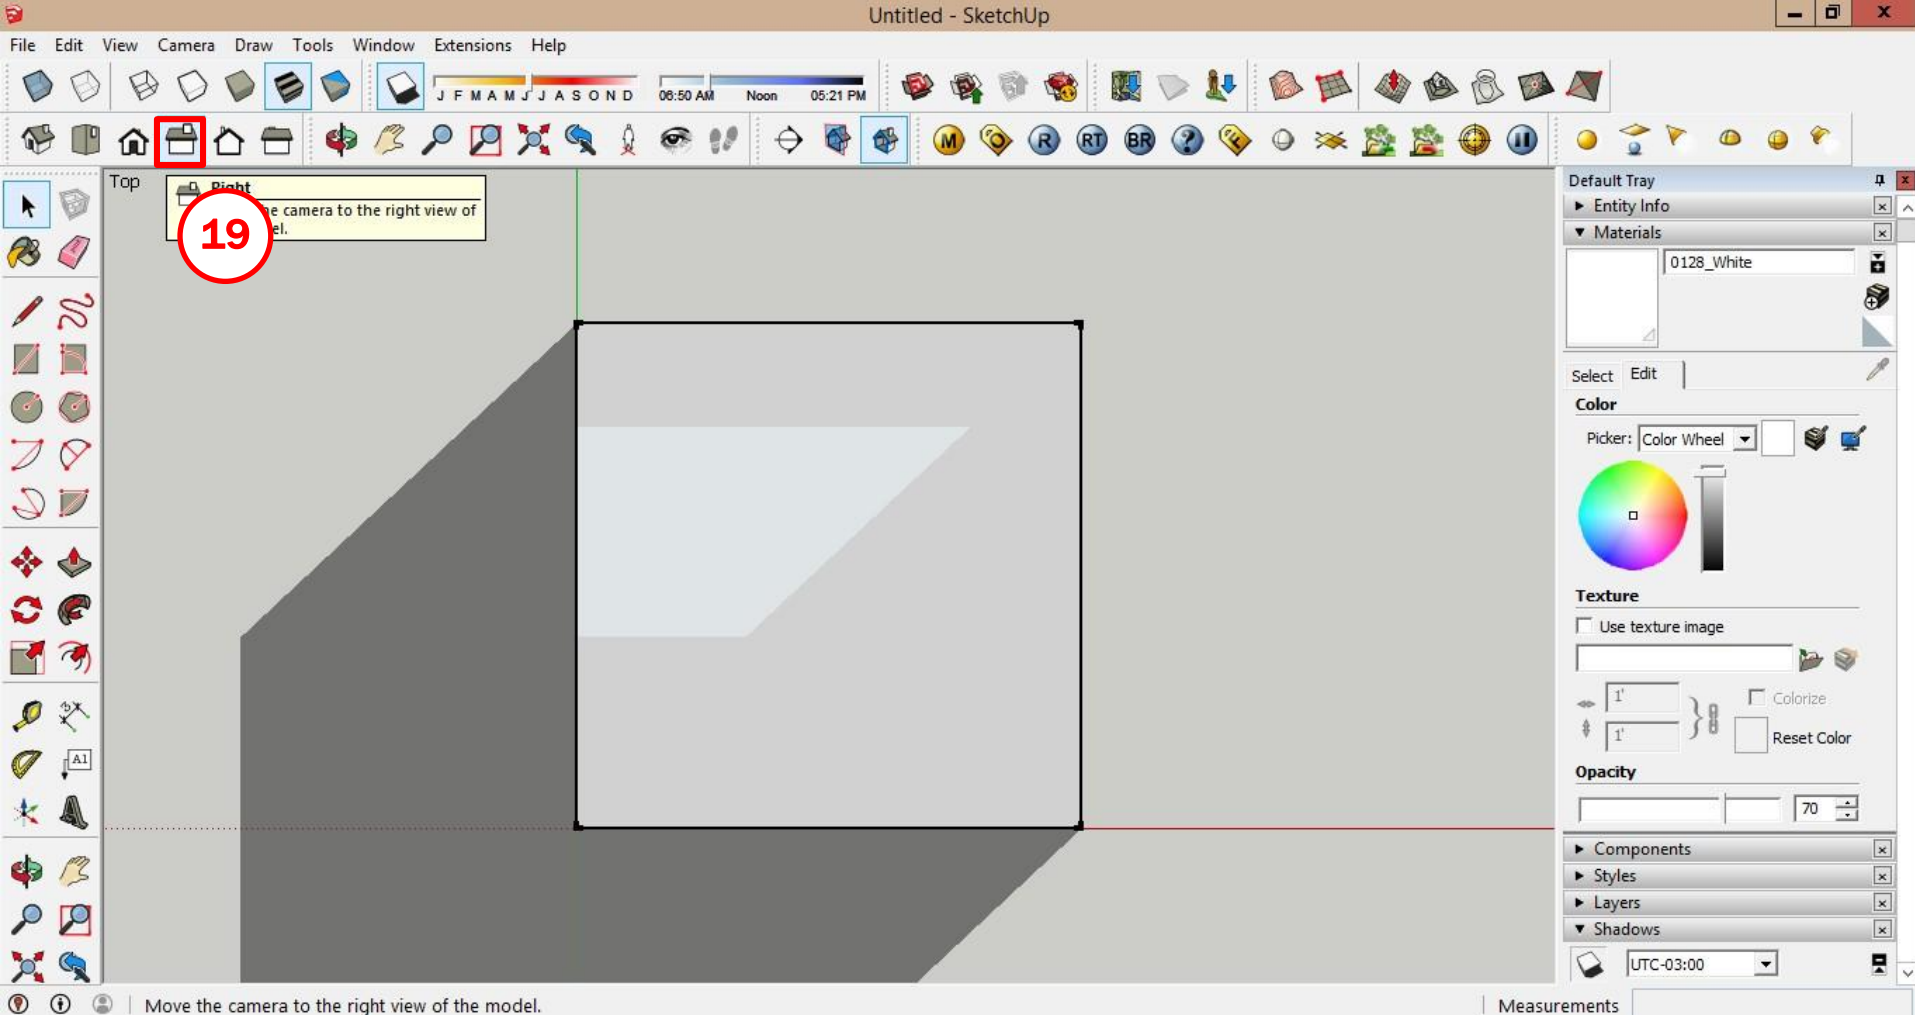 Untitled - SketchUp
File Edit View Camera Draw Tools Window Extensions Help
J F M A M J J A S O N D 06:50 AM Noon 05:21 PM
M R RT BR ?
Top
Right
e camera to the right view of
el.
19
Default Tray
Entity Info
Materials
0128_White
Select Edit
Color
Picker: Color Wheel
Texture
Use texture image
1' Colorize
1' Reset Color
Opacity
70
Components
Styles
Layers
Shadows
UTC-03:00
A1
Move the camera to the right view of the model.
Measurements